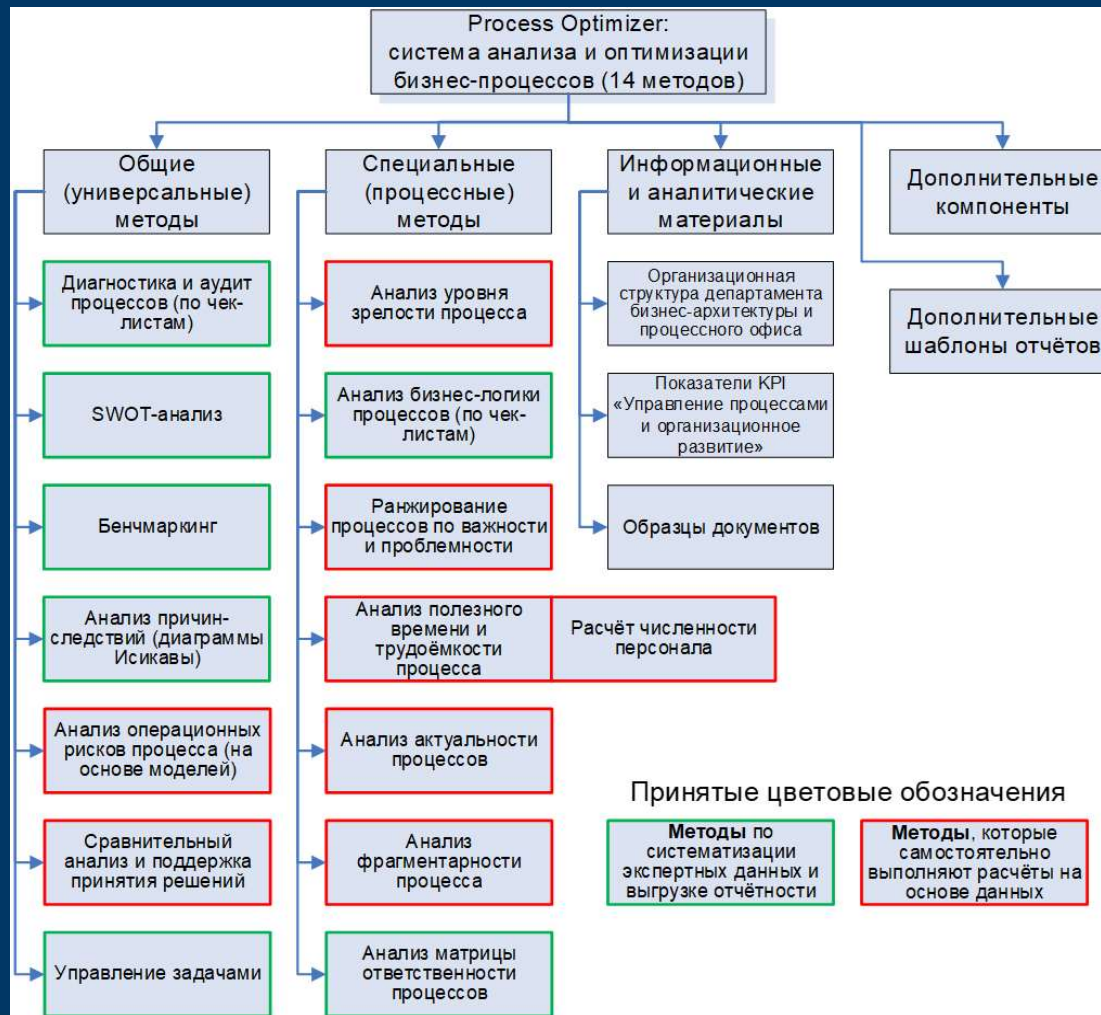 Process Optimizer:
система анализа и оптимизации
бизнес-процессов (14 методов)
Общие
(универсальные)
методы
Специальные
(процессные)
методы
Информационные
и аналитические
материалы
Дополнительные
компоненты
Диагностика и аудит
процессов (по чек-
листам)
Анализ уровня
зрелости процесса
Организационная
структура департамента
бизнес-архитектуры и
процессного офиса
Дополнительные
шаблоны отчётов
SWOT-анализ
Анализ бизнес-логики
процессов (по чек-
листам)
Показатели KPI
«Управление процессами
и организационное
развитие»
Бенчмаркинг
Ранжирование
процессов по важности
и проблемности
Образцы документов
Анализ причин-
следствий (диаграммы
Исикавы)
Анализ полезного
времени и
трудоёмкости
процесса
Расчёт численности
персонала
Анализ операционных
рисков процесса (на
основе моделей)
Анализ актуальности
процессов
Сравнительный
анализ и поддержка
принятия решений
Анализ
фрагментарности
процесса
Управление задачами
Анализ матрицы
ответственности
процессов
Принятые цветовые обозначения
Методы по
систематизации
экспертных данных и
выгрузке отчётности
Методы, которые
самостоятельно
выполняют расчёты на
основе данных